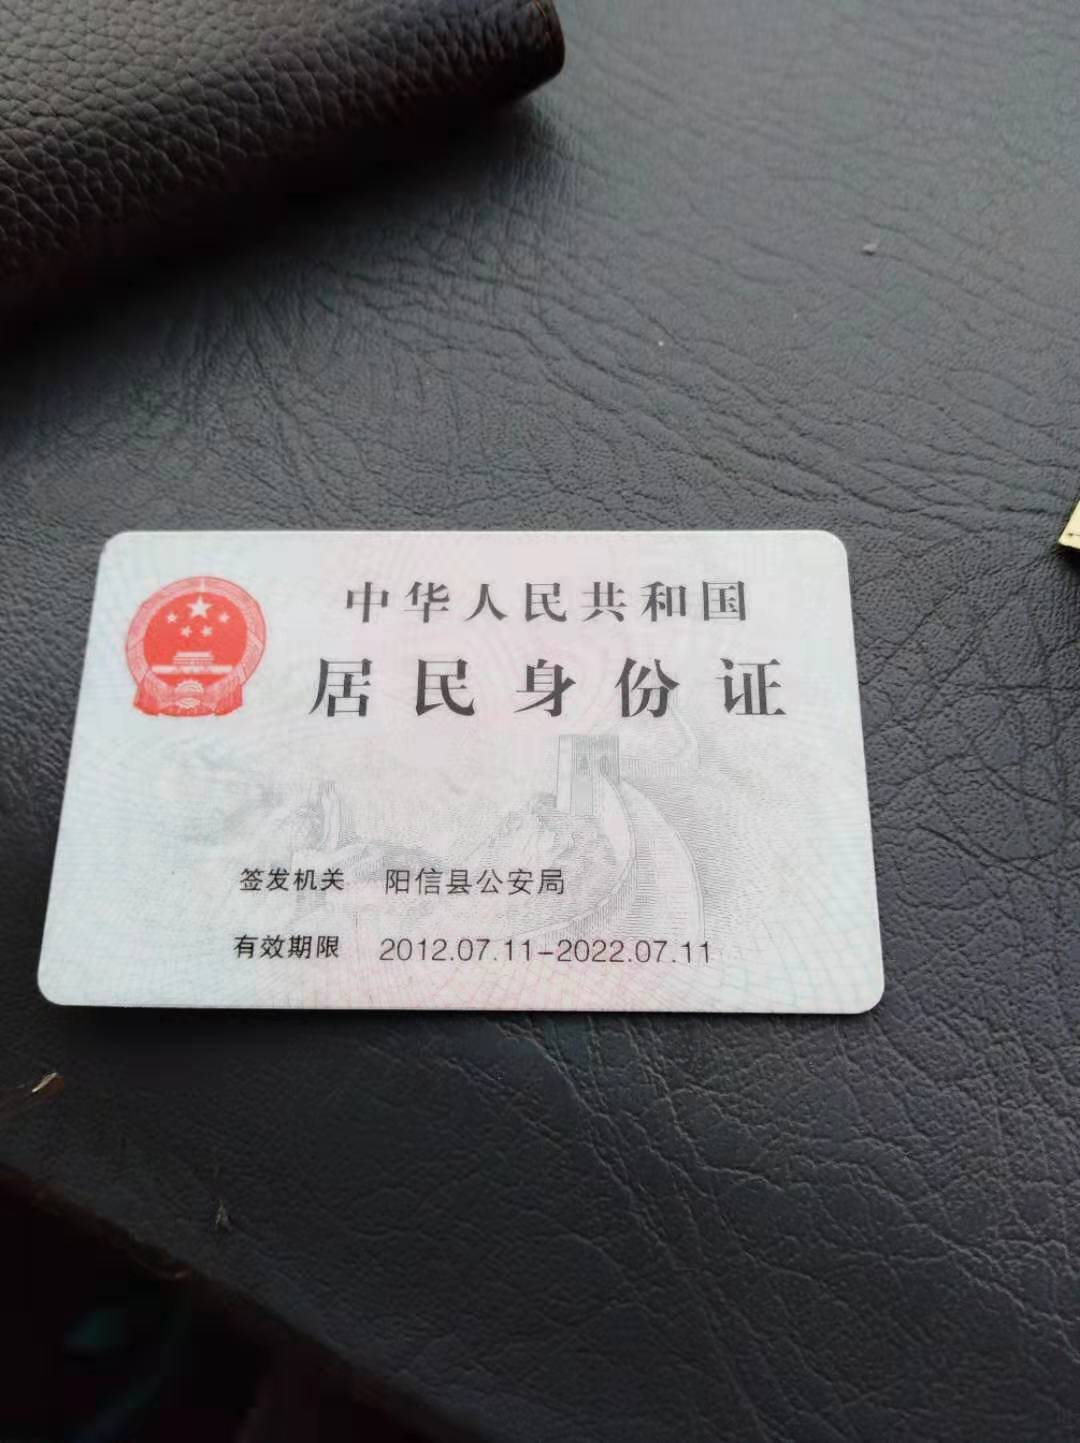 中华人民共和国
居民身份证
签发机关 阳信县公安局
有效期限 2012.07.11-2022.07.11